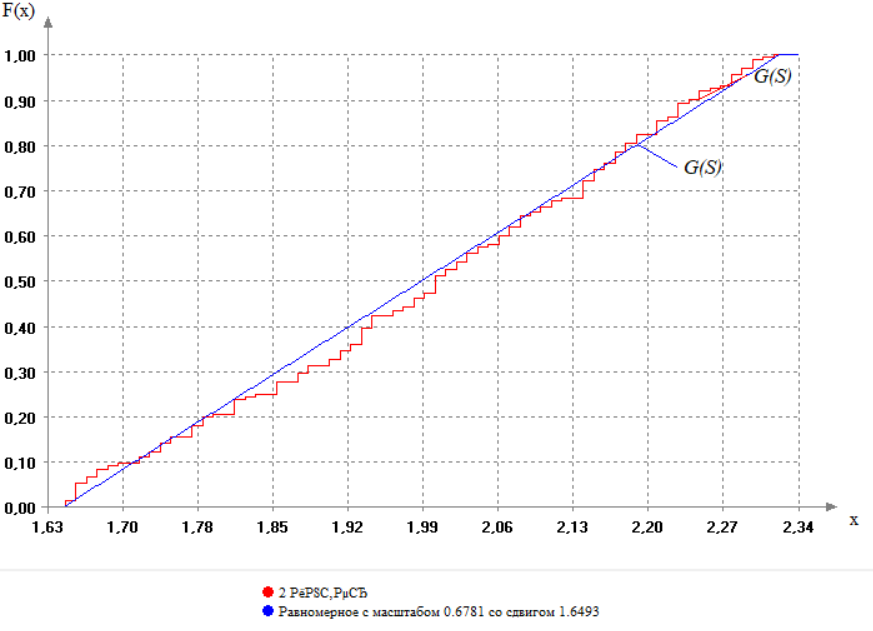 F(x)
1,00
0,90
G(S)
0,80
G(S)
0,70
0,60
0,50
0,40
0,30
0,20
0,10
0,00
1,63 1,70 1,78 1,85 1,92 1,99 2,06 2,13 2,20 2,27 2,34 x
2 РёРЅС‚РµСЂ
Равномерное с масштабом 0.6781 со сдвигом 1.6493